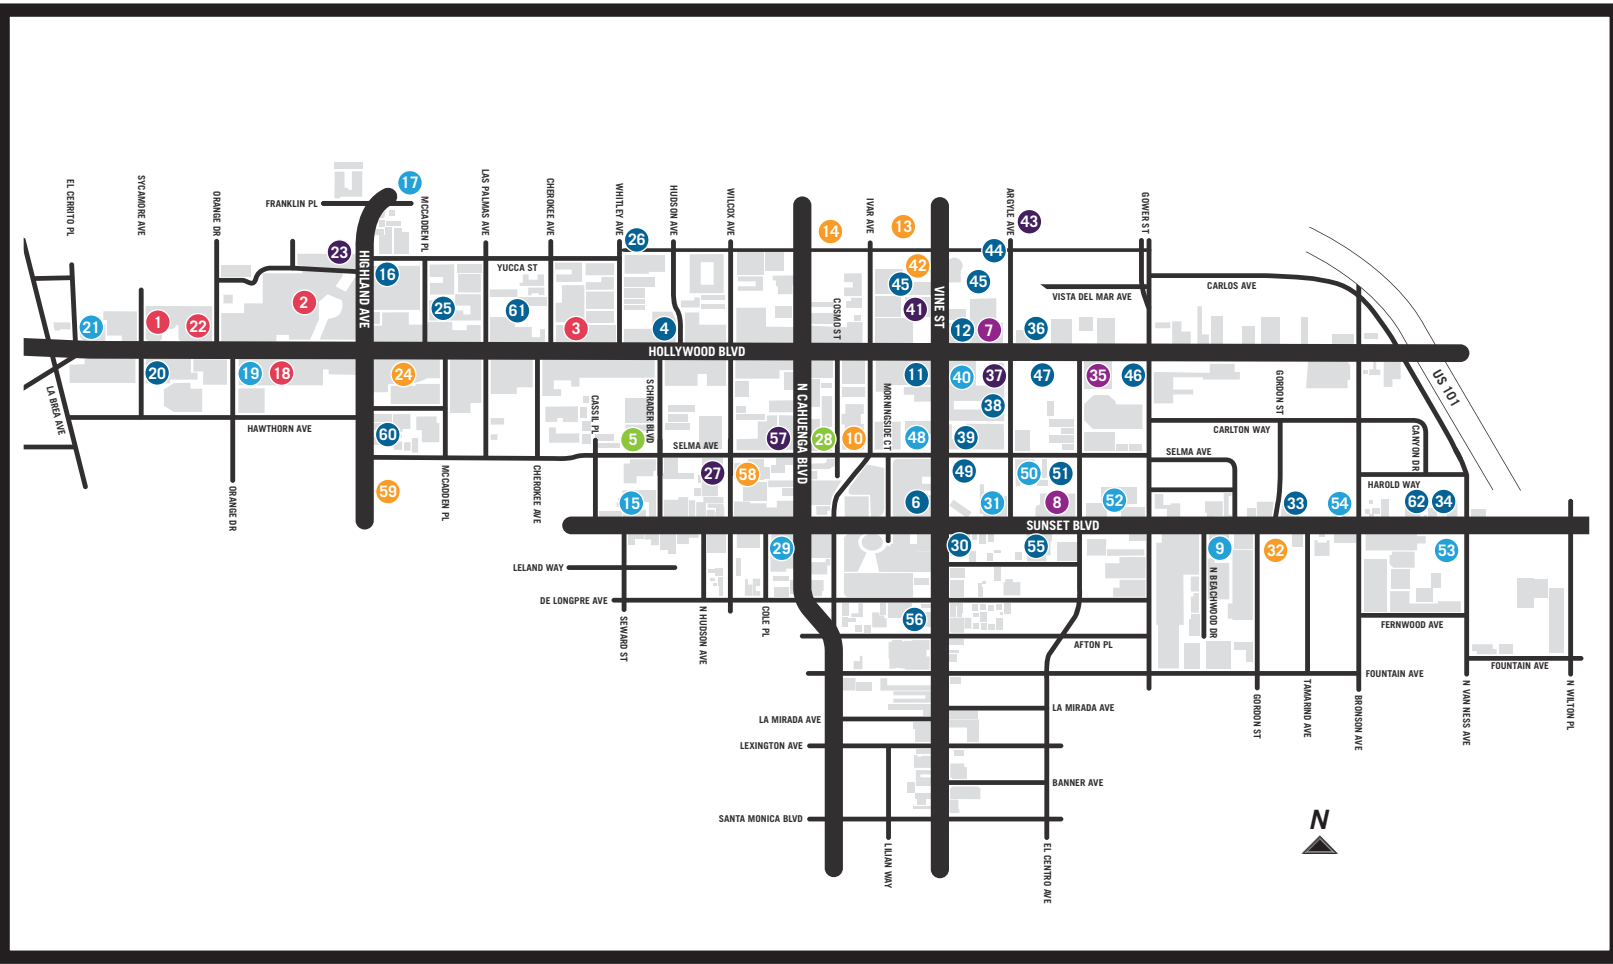 EL CERRITO PL
SYCAMORE AVE
ORANGE DR
FRANKLIN PL
17
MCCADDEN PL
LAS PALMAS AVE
CHEROKEE AVE
WHITLEY AVE
HUDSON AVE
WILCOX AVE
IVAR AVE
ARGYLE AVE
GOWER ST
14
13
43
26
44
23
HIGHLAND AVE
16
YUCCA ST
42
45
45
CARLOS AVE
VISTA DEL MAR AVE
2
25
61
COSMO ST
41
VINE ST
21
1
22
3
4
12
7
36
HOLLYWOOD BLVD
US 101
LA BREA AVE
20
19
18
24
11
40
37
47
35
46
SCHRADER BLVD
CASSIL PL
N CAHUENGA BLVD
MORNINGSIDE CT
38
GORDON ST
HAWTHORN AVE
60
5
SELMA AVE
57
28
10
48
39
CARLTON WAY
CANYON DR
SELMA AVE
59
MCCADDEN PL
ORANGE DR
CHEROKEE AVE
27
58
49
50
51
HAROLD WAY
15
6
31
8
52
33
54
62
34
SUNSET BLVD
29
30
55
9
32
53
LELAND WAY
N BEACHWOOD DR
DE LONGPRE AVE
SEWARD ST
N HUDSON AVE
COLE PL
56
FERNWOOD AVE
AFTON PL
FOUNTAIN AVE
FOUNTAIN AVE
GORDON ST
TAMARIND AVE
BRONSON AVE
N VAN NESS AVE
N WILTON PL
LA MIRADA AVE
LA MIRADA AVE
LEXINGTON AVE
BANNER AVE
SANTA MONICA BLVD
LILIAN WAY
EL CENTRO AVE
N